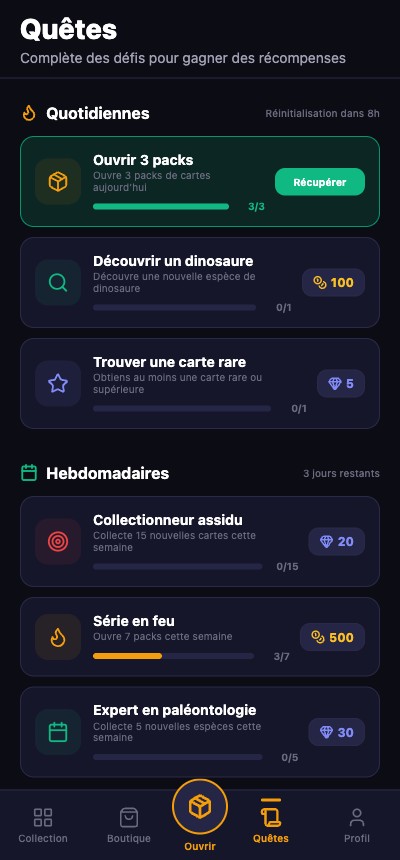 Quêtes
Complète des défis pour gagner des récompenses
Quotidiennes
Réinitialisation dans 8h
Ouvrir 3 packs
Ouvre 3 packs de cartes
aujourd'hui
3/3
Récupérer
Découvrir un dinosaure
Découvre une nouvelle espèce de
dinosaure
0/1
100
Trouver une carte rare
Obtiens au moins une carte rare ou
supérieure
0/1
5
Hebdomadaires
3 jours restants
Collectionneur assidu
Collecte 15 nouvelles cartes cette
semaine
0/15
20
Série en feu
Ouvre 7 packs cette semaine
3/7
500
Expert en paléontologie
Collecte 5 nouvelles espèces cette
semaine
0/5
30
Collection
Boutique
Ouvrir
Quêtes
Profil